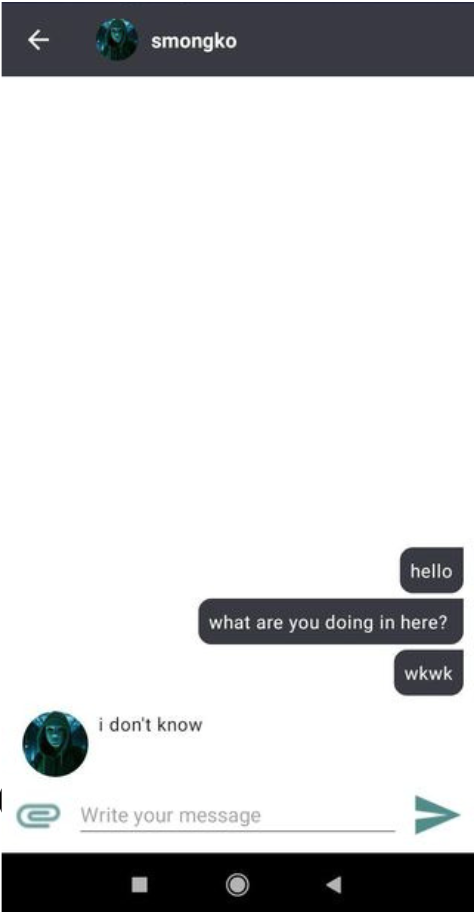 smongko
hello
what are you doing in here?
wkwk
i don't know
Write your message